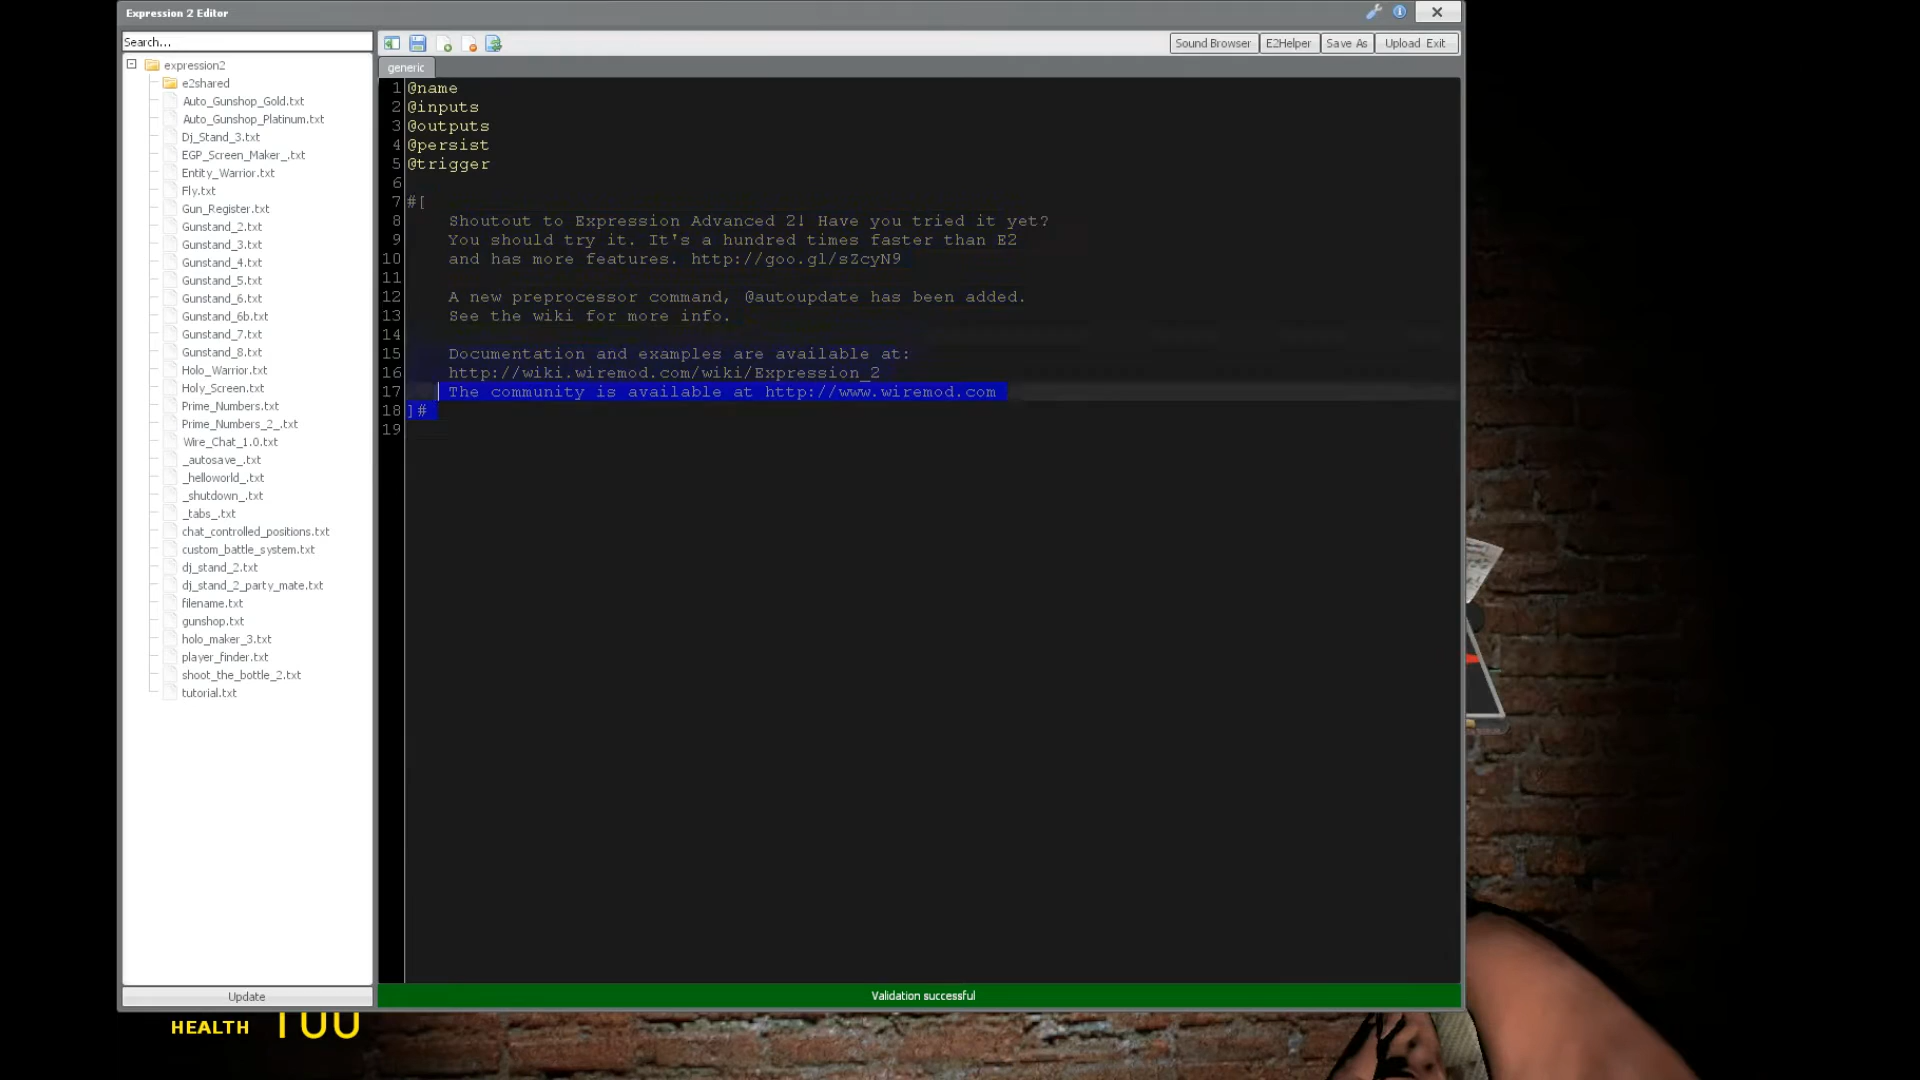 Expression 2 Editor
Search...
Sound Browser
E2Helper
Save As
Upload Exit
expression2
e2shared
Auto_Gunshop_Gold.txt
Auto_Gunshop_Platinum.txt
Dj_Stand_3.txt
EGP_Screen_Maker_.txt
Entity_Warrior.txt
Fly.txt
Gun_Register.txt
Gunstand_2.txt
Gunstand_3.txt
Gunstand_4.txt
Gunstand_5.txt
Gunstand_6.txt
Gunstand_6b.txt
Gunstand_7.txt
Gunstand_8.txt
Holo_Warrior.txt
Holy_Screen.txt
Prime_Numbers.txt
Prime_Numbers_2_.txt
Wire_Chat_1.0.txt
_autosave_.txt
_helloworld_.txt
_shutdown_.txt
_tabs_.txt
chat_controlled_positions.txt
custom_battle_system.txt
dj_stand_2.txt
dj_stand_2_party_mate.txt
filename.txt
gunshop.txt
holo_maker_3.txt
player_finder.txt
shoot_the_bottle_2.txt
tutorial.txt
Update
generic
1 @name
2 @inputs
3 @outputs
4 @persist
5 @trigger
6
7 #[
8 Shoutout to Expression Advanced 2! Have you tried it yet?
9 You should try it. It's a hundred times faster than E2
10 and has more features. http://goo.gl/sZcyN9
11
12 A new preprocessor command, @autoupdate has been added.
13 See the wiki for more info.
14
15 Documentation and examples are available at:
16 http://wiki.wiremod.com/wiki/Expression_2
17 The community is available at http://www.wiremod.com
18 ]#
19
Validation successful
HEALTH 100